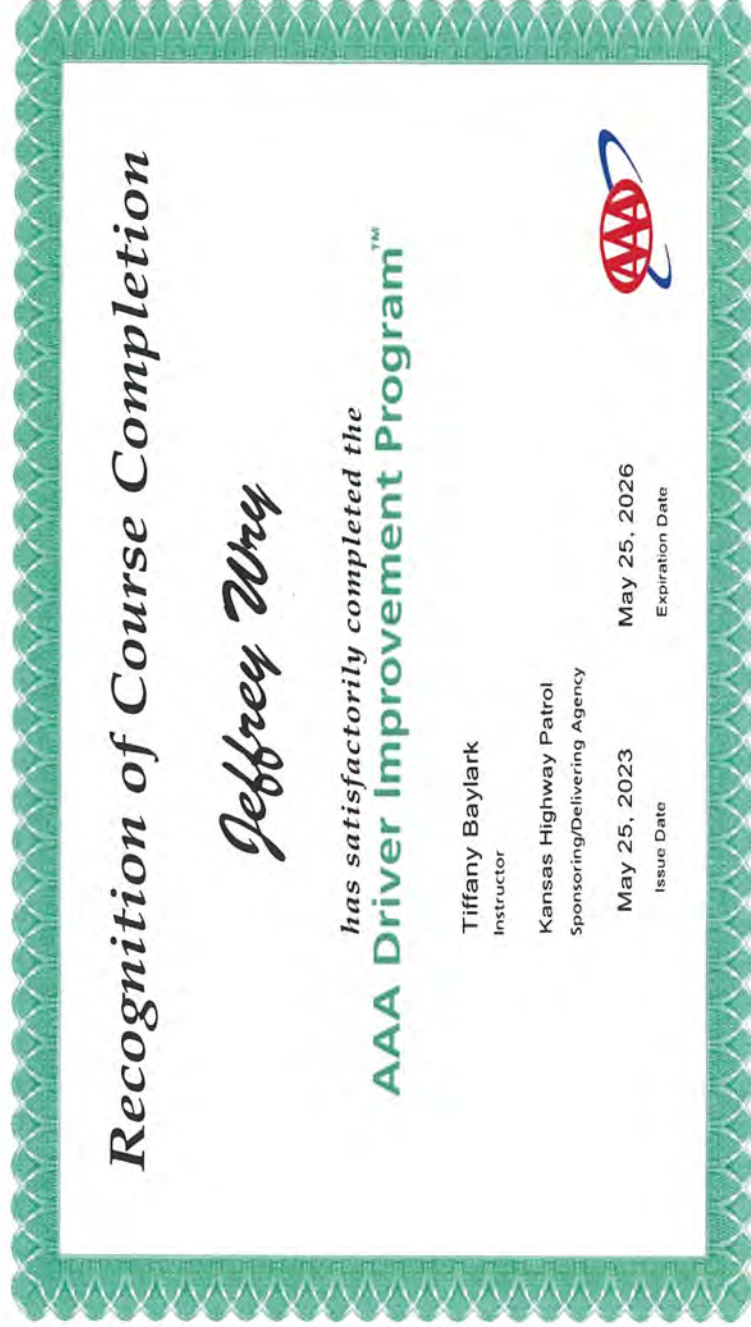 Recognition of Course Completion
Jeffrey Wry
has satisfactorily completed the
AAA Driver Improvement Program™
Tiffany Baylark
Instructor
Kansas Highway Patrol
Sponsoring/Delivering Agency
May 25, 2023
Issue Date
May 25, 2026
Expiration Date
AAA